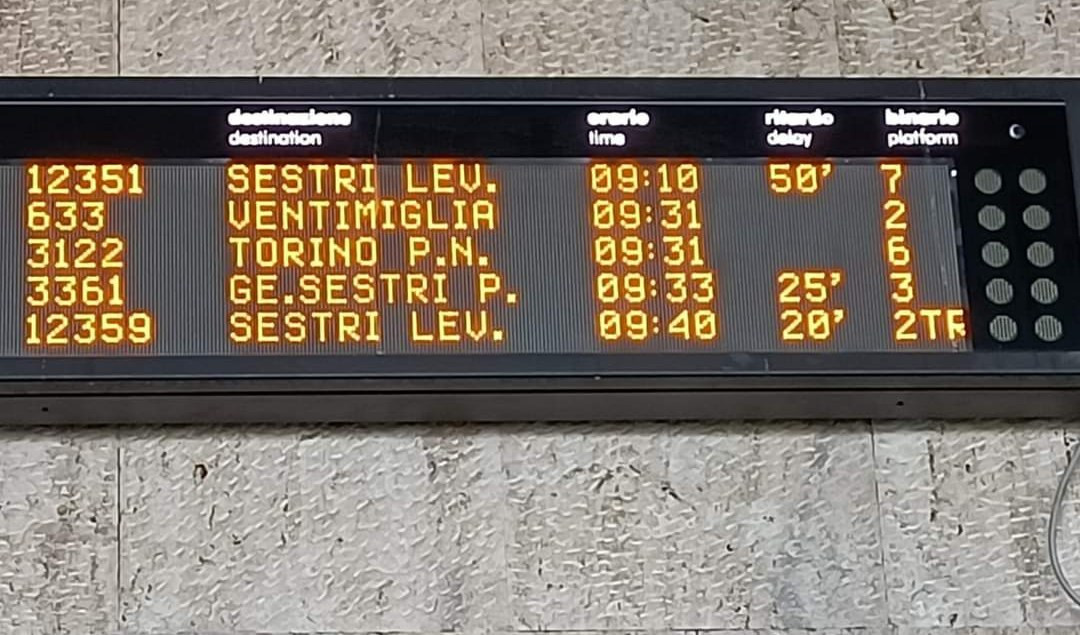 destinazione orario ritardo binario
destination time delay platform
12351 SESTRI LEV. 09:10 50' 7
633 VENTIMIGLIA 09:31 2
3122 TORINO P.N. 09:31 6
3361 GE.SESTRI P. 09:33 25' 3
12359 SESTRI LEV. 09:40 20' 2TR